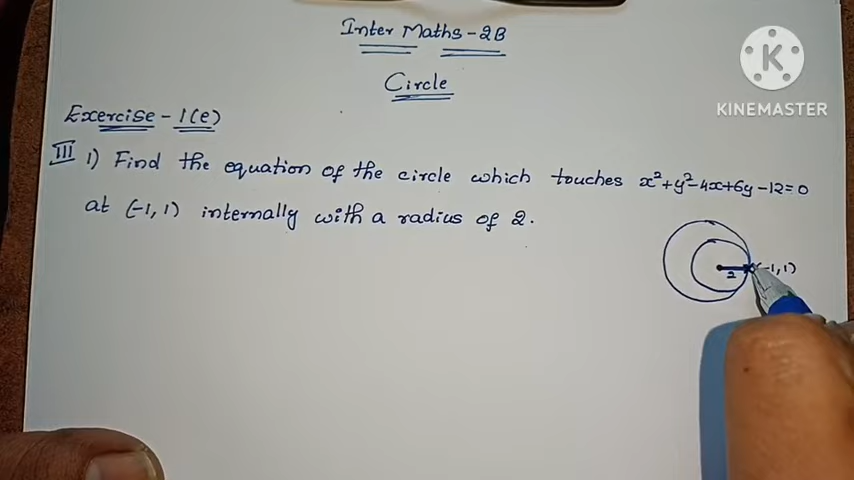 Inter Maths-2B
Circle
K
KINEMASTER
Exercise-1(e)
III 1) Find the equation of the circle which touches x²+y²-4x+6y-12=0
at (-1,1) internally with a radius of 2.
2 (-1,1)